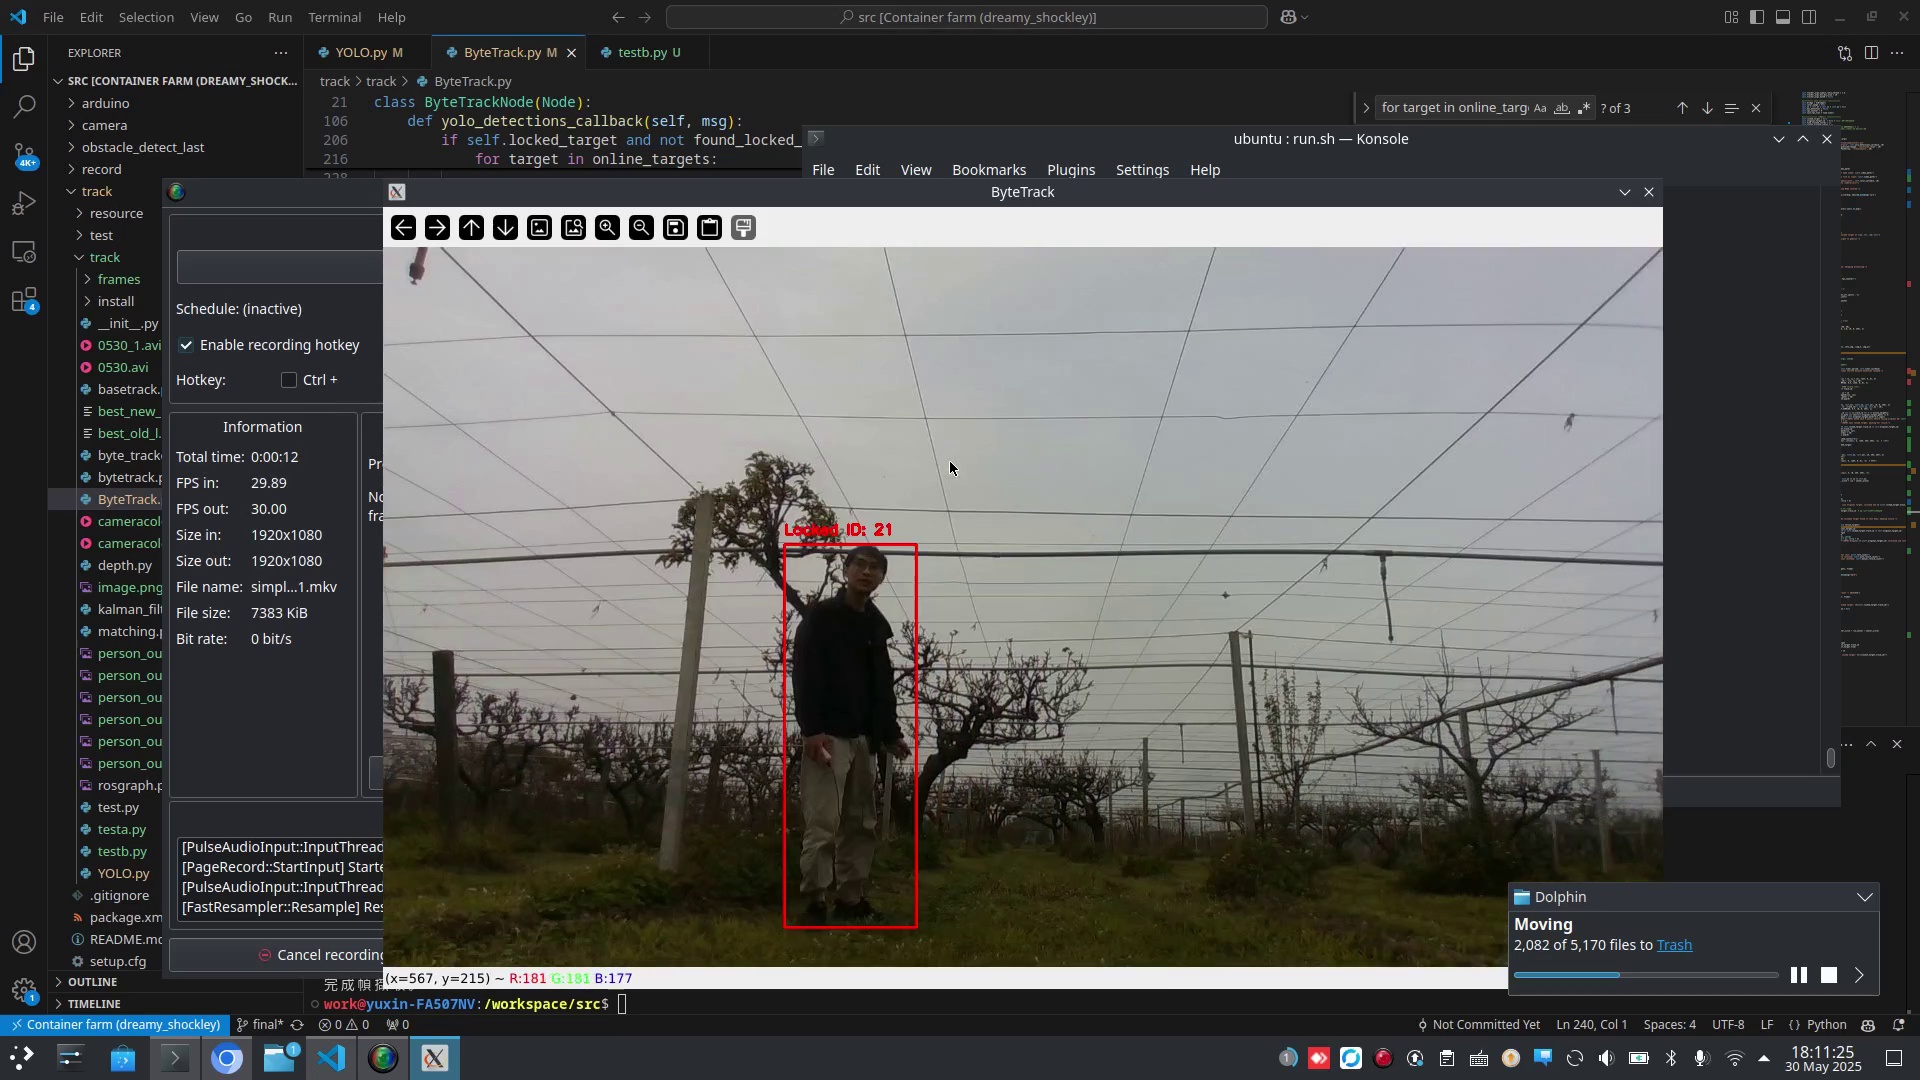 File Edit Selection View Go Run Terminal Help
src [Container farm (dreamy_shockley)]
EXPLORER
SRC [CONTAINER FARM (DREAMY_SHOCK...
arduino
camera
obstacle_detect_last
record
track
resource
test
track
frames
install
__init__.py
0530_1.avi
0530.avi
basetrack.
best_new_
best_old_l.
byte_track
bytetrack.p
ByteTrack.
cameracol
cameracol
depth.py
image.png
kalman_filt
matching.p
person_ou
person_ou
person_ou
person_ou
person_ou
person_ou
rosgraph.p
test.py
testa.py
testb.py
YOLO.py
.gitignore
package.xm
README.md
setup.cfg
OUTLINE
TIMELINE
4K+
4
1
YOLO.py M
ByteTrack.py M
testb.py U
track > track > ByteTrack.py
21 class ByteTrackNode(Node):
106 def yolo_detections_callback(self, msg):
206 if self.locked_target and not found_locked_
216 for target in online_targets:
for target in online_targ
Aa ab
? of 3
ubuntu : run.sh — Konsole
File Edit View Bookmarks Plugins Settings Help
Schedule: (inactive)
Enable recording hotkey
Hotkey: Ctrl +
Information
Total time: 0:00:12
FPS in: 29.89
FPS out: 30.00
Size in: 1920x1080
Size out: 1920x1080
File name: simpl...1.mkv
File size: 7383 KiB
Bit rate: 0 bit/s
Pr
No
fra
[PulseAudioInput::InputThread
[PageRecord::StartInput] Starte
[PulseAudioInput::InputThread
[FastResampler::Resample] Res
Cancel recording
ByteTrack
Locked ID: 21
(x=567, y=215) ~ R:181 G:181 B:177
work@yuxin-FA507NV:/workspace/src$
Dolphin
Moving
2,082 of 5,170 files to Trash
Container farm (dreamy_shockley)
final*
0 0
0
Not Committed Yet
Ln 240, Col 1
Spaces: 4
UTF-8
LF
{} Python
1
1
18:11:25
30 May 2025